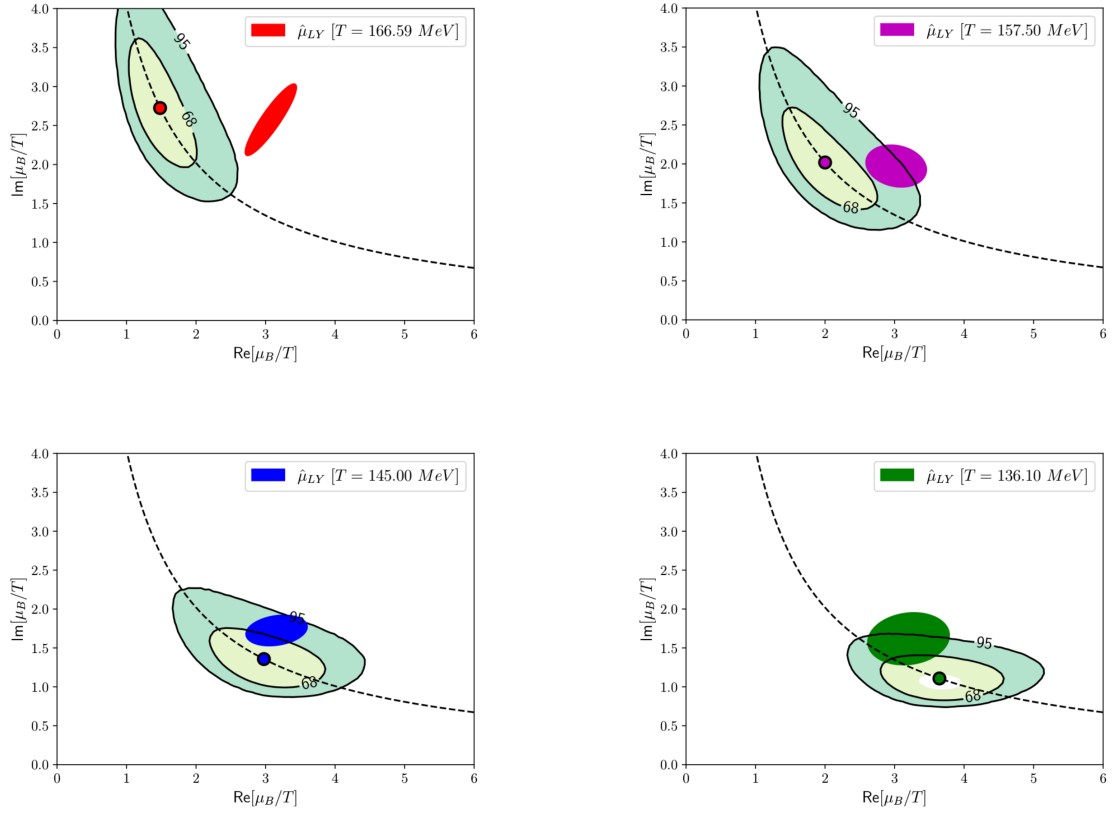 μ̂_{LY} [T = 166.59 MeV]
4.0
3.5
3.0
2.5
2.0
1.5
1.0
0.5
0.0
Im[μ_B/T]
95
68
0 1 2 3 4 5 6
Re[μ_B/T]
μ̂_{LY} [T = 157.50 MeV]
4.0
3.5
3.0
2.5
2.0
1.5
1.0
0.5
0.0
Im[μ_B/T]
95
68
0 1 2 3 4 5 6
Re[μ_B/T]
μ̂_{LY} [T = 145.00 MeV]
4.0
3.5
3.0
2.5
2.0
1.5
1.0
0.5
0.0
Im[μ_B/T]
95
68
0 1 2 3 4 5 6
Re[μ_B/T]
μ̂_{LY} [T = 136.10 MeV]
4.0
3.5
3.0
2.5
2.0
1.5
1.0
0.5
0.0
Im[μ_B/T]
95
68
0 1 2 3 4 5 6
Re[μ_B/T]